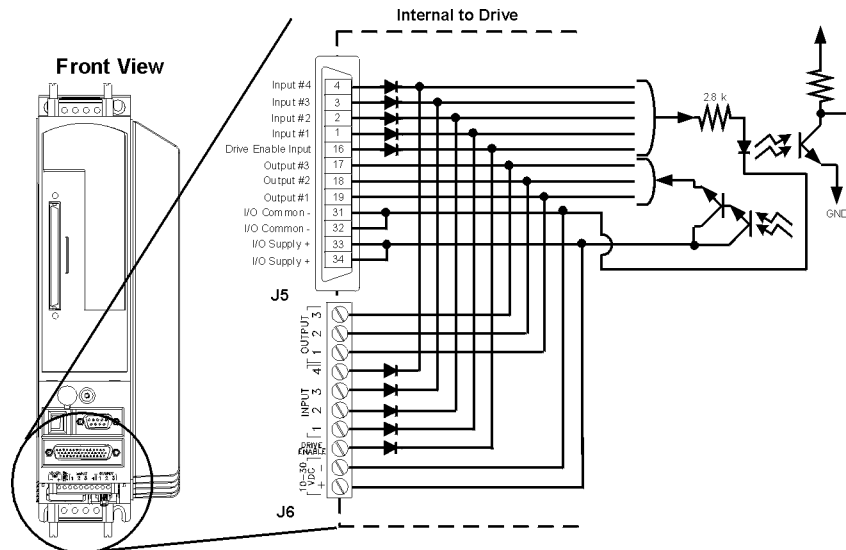 Internal to Drive
Front View
Input #4 4
Input #3 3
Input #2 2
Input #1 1
Drive Enable Input 16
Output #3 17
Output #2 18
Output #1 19
I/O Common - 31
I/O Common - 32
I/O Supply + 33
I/O Supply + 34
2.8 k
GND
J5
OUTPUT 3 2 1
INPUT 4 3 2 1
DRIVE ENABLE
10-30 VDC - +
J6